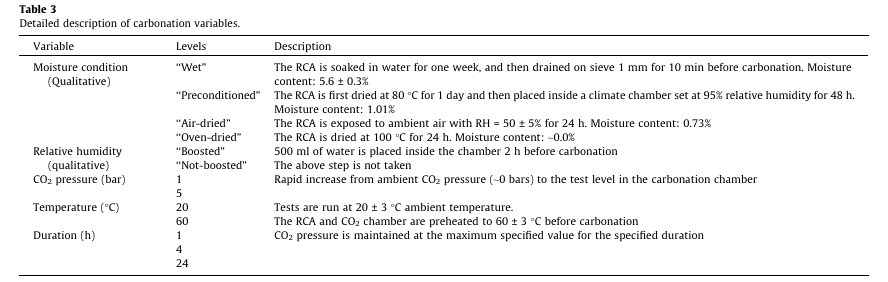 Table 3
Detailed description of carbonation variables.
Variable Levels Description
Moisture condition “Wet” The RCA is soaked in water for one week, and then drained on sieve 1 mm for 10 min before carbonation. Moisture
(Qualitative) content: 5.6 ± 0.3%
“Preconditioned” The RCA is first dried at 80 °C for 1 day and then placed inside a climate chamber set at 95% relative humidity for 48 h.
Moisture content: 1.01%
“Air-dried” The RCA is exposed to ambient air with RH = 50 ± 5% for 24 h. Moisture content: 0.73%
“Oven-dried” The RCA is dried at 100 °C for 24 h. Moisture content: ~0.0%
Relative humidity “Boosted” 500 ml of water is placed inside the chamber 2 h before carbonation
(qualitative) “Not-boosted” The above step is not taken
CO₂ pressure (bar) 1 Rapid increase from ambient CO₂ pressure (~0 bars) to the test level in the carbonation chamber
5
Temperature (°C) 20 Tests are run at 20 ± 3 °C ambient temperature.
60 The RCA and CO₂ chamber are preheated to 60 ± 3 °C before carbonation
Duration (h) 1 CO₂ pressure is maintained at the maximum specified value for the specified duration
4
24